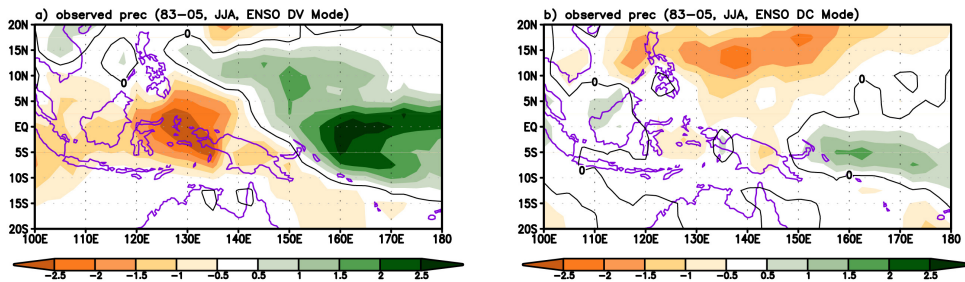 a) observed prec (83-05, JJA, ENSO DV Mode)
20N
15N
10N
5N
EQ
5S
10S
15S
20S
0
0
100E 110E 120E 130E 140E 150E 160E 170E 180
-2.5 -2 -1.5 -1 -0.5 0.5 1 1.5 2 2.5
b) observed prec (83-05, JJA, ENSO DC Mode)
20N
15N
10N
5N
EQ
5S
10S
15S
20S
0
0
0
0
100E 110E 120E 130E 140E 150E 160E 170E 180
-2.5 -2 -1.5 -1 -0.5 0.5 1 1.5 2 2.5